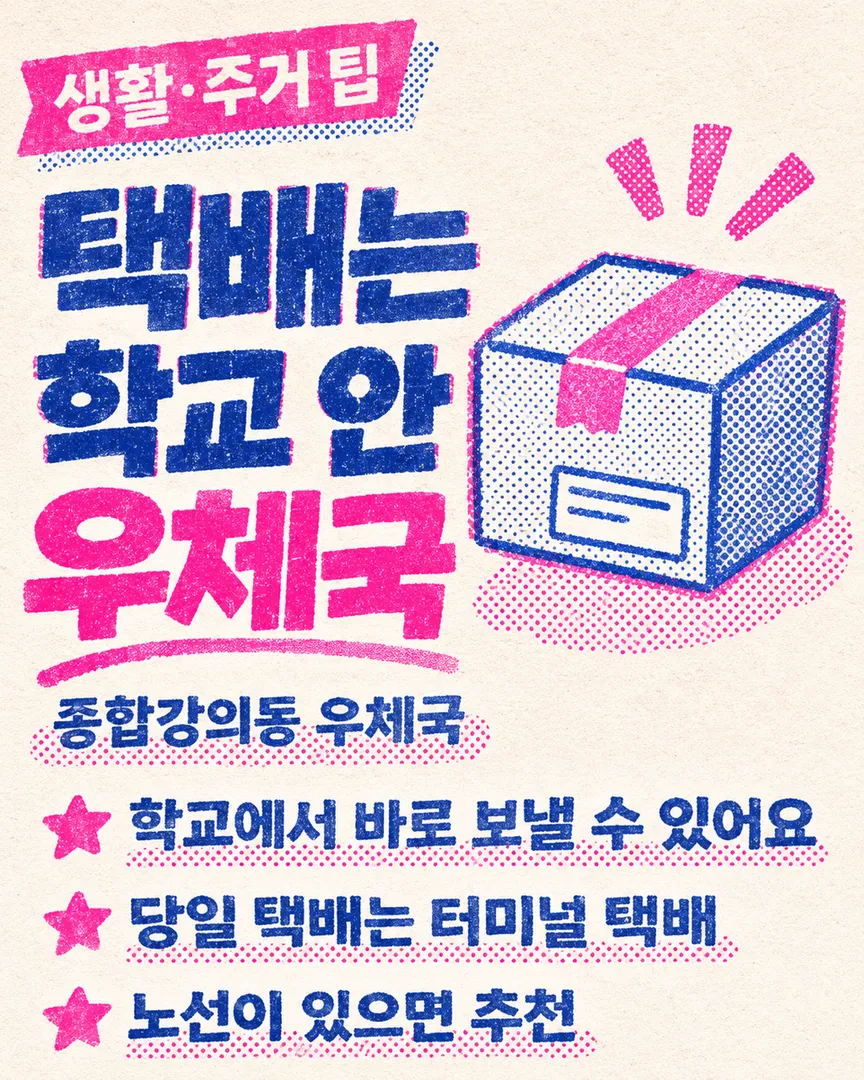 생활·주거 팁
택배는
학교 안
우체국
종합강의동 우체국
학교에서 바로 보낼 수 있어요
당일 택배는 터미널 택배
노선이 있으면 추천